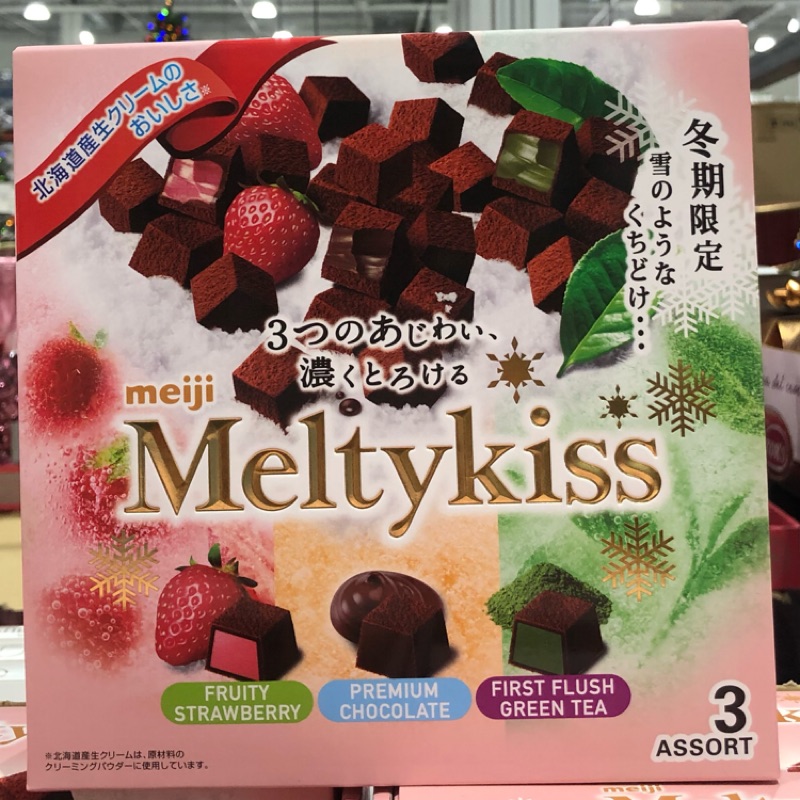 北海道産生クリームの
おいしさ※
冬期限定
雪のような
くちどけ…
3つのあじわい、
濃くとろける
meiji
Meltykiss
FRUITY
STRAWBERRY
PREMIUM
CHOCOLATE
FIRST FLUSH
GREEN TEA
3
ASSORT
※北海道産生クリームは、原材料の
クリーミングパウダーに使用しています。
meiji